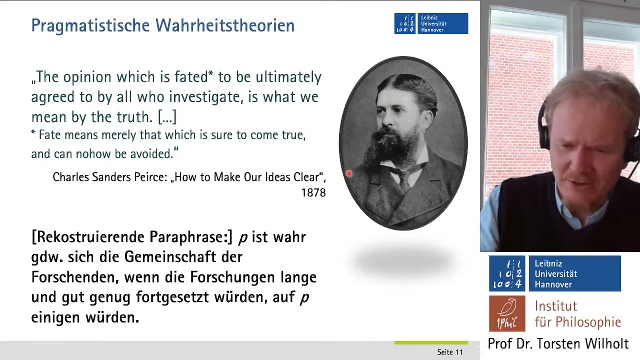 Pragmatistische Wahrheitstheorien
Leibniz
Universität
Hannover
„The opinion which is fated* to be ultimately
agreed to by all who investigate, is what we
mean by the truth. [...]
* Fate means merely that which is sure to come true,
and can nohow be avoided.“
Charles Sanders Peirce: „How to Make Our Ideas Clear“,
1878
[Rekonstruierende Paraphrase:] p ist wahr
gdw. sich die Gemeinschaft der
Forschenden, wenn die Forschungen lange
und gut genug fortgesetzt würden, auf p
einigen würden.
Seite 11
Leibniz
Universität
Hannover
Institut
für Philosophie
Prof Dr. Torsten Wilholt